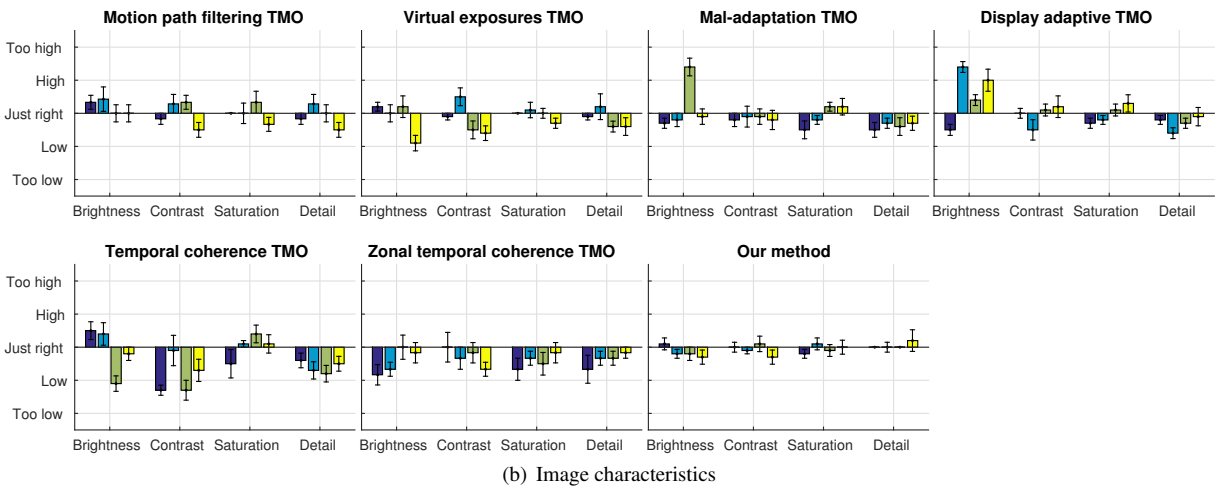 Motion path filtering TMO
Virtual exposures TMO
Mal-adaptation TMO
Display adaptive TMO
Too high
High
Just right
Low
Too low
Brightness Contrast Saturation Detail
Brightness Contrast Saturation Detail
Brightness Contrast Saturation Detail
Brightness Contrast Saturation Detail
Temporal coherence TMO
Zonal temporal coherence TMO
Our method
Too high
High
Just right
Low
Too low
Brightness Contrast Saturation Detail
Brightness Contrast Saturation Detail
Brightness Contrast Saturation Detail
(b) Image characteristics